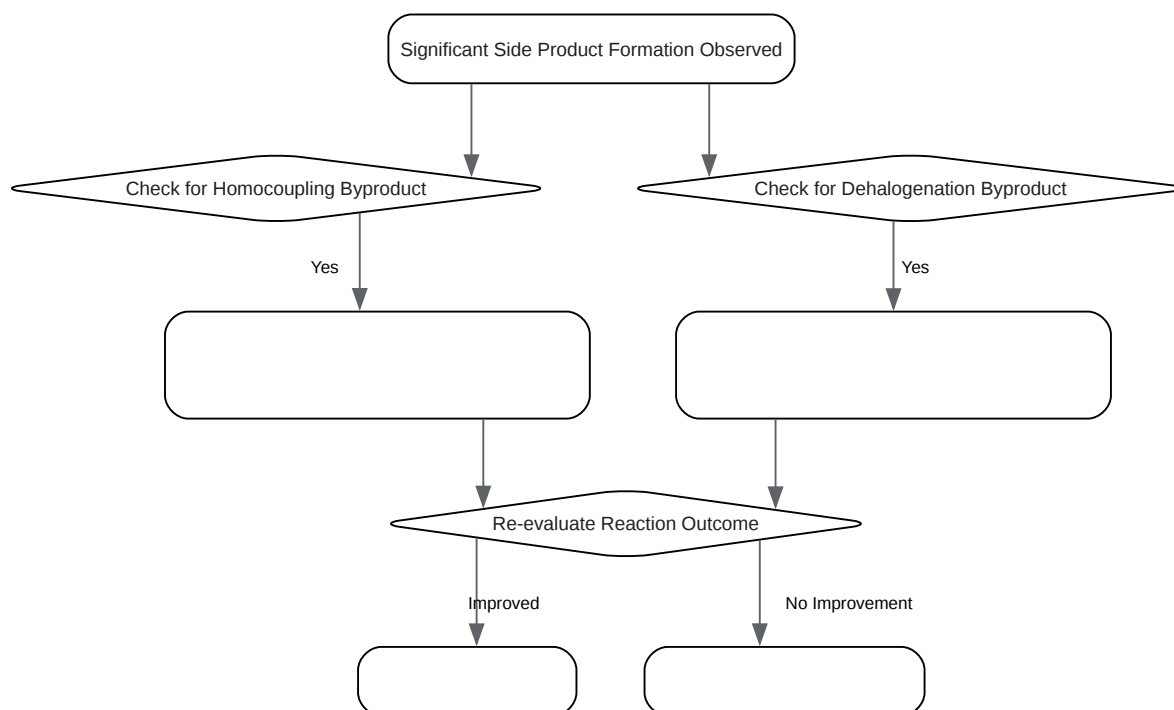 Significant Side Product Formation Observed
Check for Homocoupling Byproduct
Check for Dehalogenation Byproduct
Yes
Yes
Re-evaluate Reaction Outcome
Improved
No Improvement